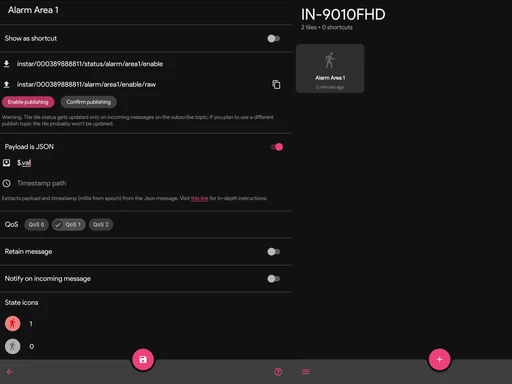 Alarm Area 1
Show as shortcut
instar/000389888811/status/alarm/area1/enable
instar/000389888811/alarm/area1/enable/raw
Enable publishing
Confirm publishing
Warning. The tile status gets updated only on incoming messages on the subscribe topic: if you plan to use a different
publish topic the tile probably won't be updated.
Payload is JSON
$.val
Timestamp path
Extracts payload and timestamp (millis from epoch) from the Json message. Visit this link for in-depth instructions.
QoS
QoS 0
QoS 1
QoS 2
Retain message
Notify on incoming message
State icons
1
0
IN-9010FHD
2 tiles • 0 shortcuts
Alarm Area 1
2 minutes ago